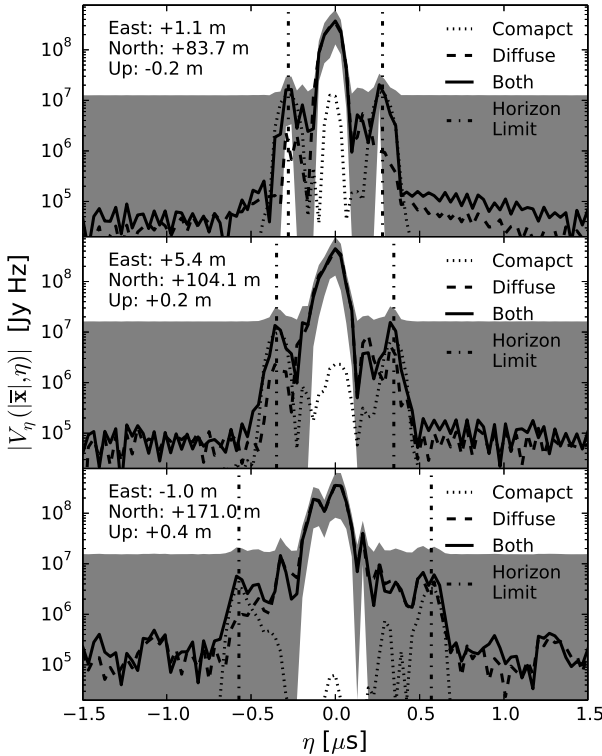 East: +1.1 m
North: +83.7 m
Up: -0.2 m
Comapct
Diffuse
Both
Horizon
Limit
10^8
10^7
10^6
10^5
East: +5.4 m
North: +104.1 m
Up: +0.2 m
Comapct
Diffuse
Both
Horizon
Limit
10^8
10^7
10^6
10^5
|V_η(|x̅|,η)| [Jy Hz]
East: -1.0 m
North: +171.0 m
Up: +0.4 m
Comapct
Diffuse
Both
Horizon
Limit
10^8
10^7
10^6
10^5
−1.5 −1.0 −0.5 0.0 0.5 1.0 1.5
η [μs]